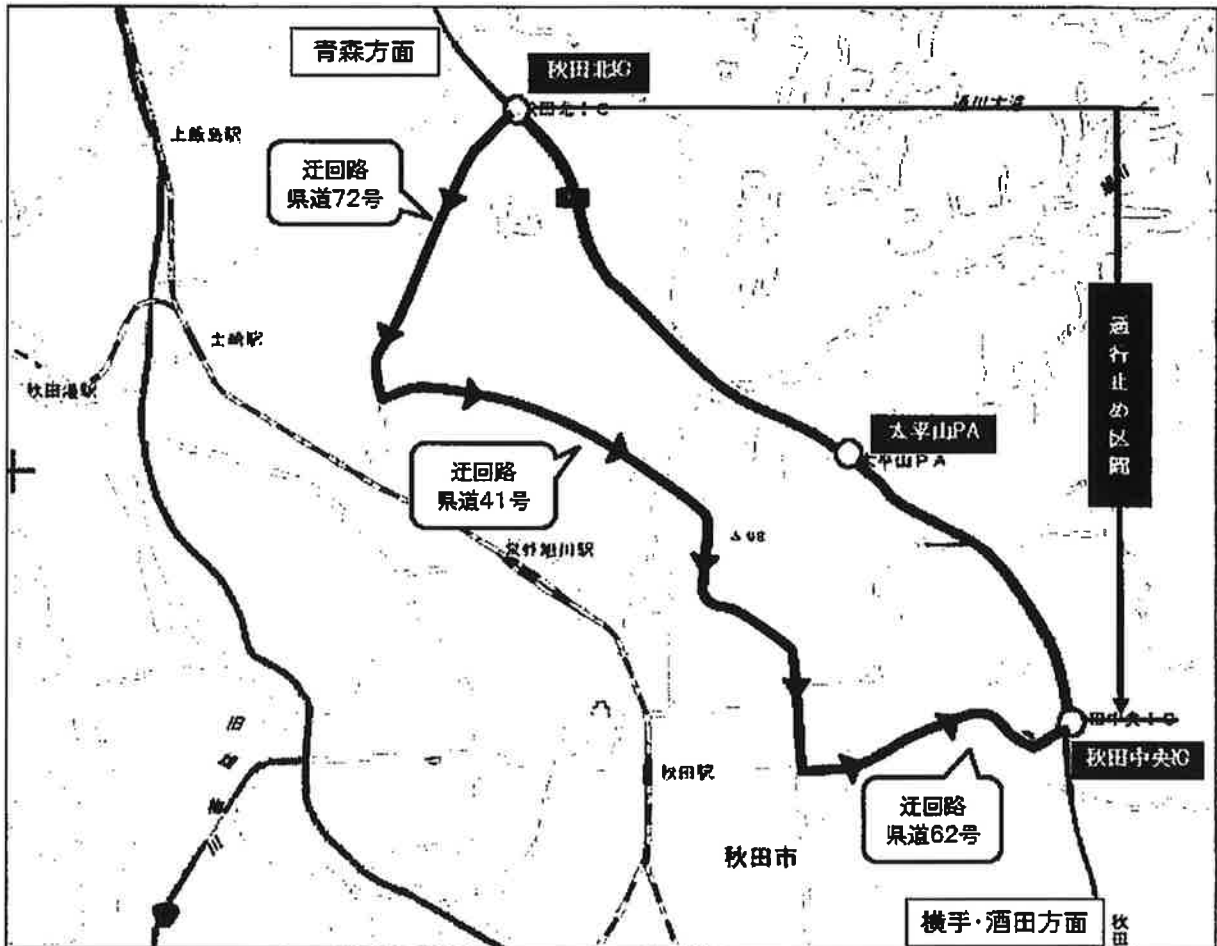 青森方面
秋田北IC
田北IC
上飯島駅
迂回路
県道72号
土崎駅
秋田港駅
通行止め区間
太平山PA
太平山PA
迂回路
県道41号
秋田中央IC
秋田駅
迂回路
県道62号
秋田市
横手・酒田方面
秋田